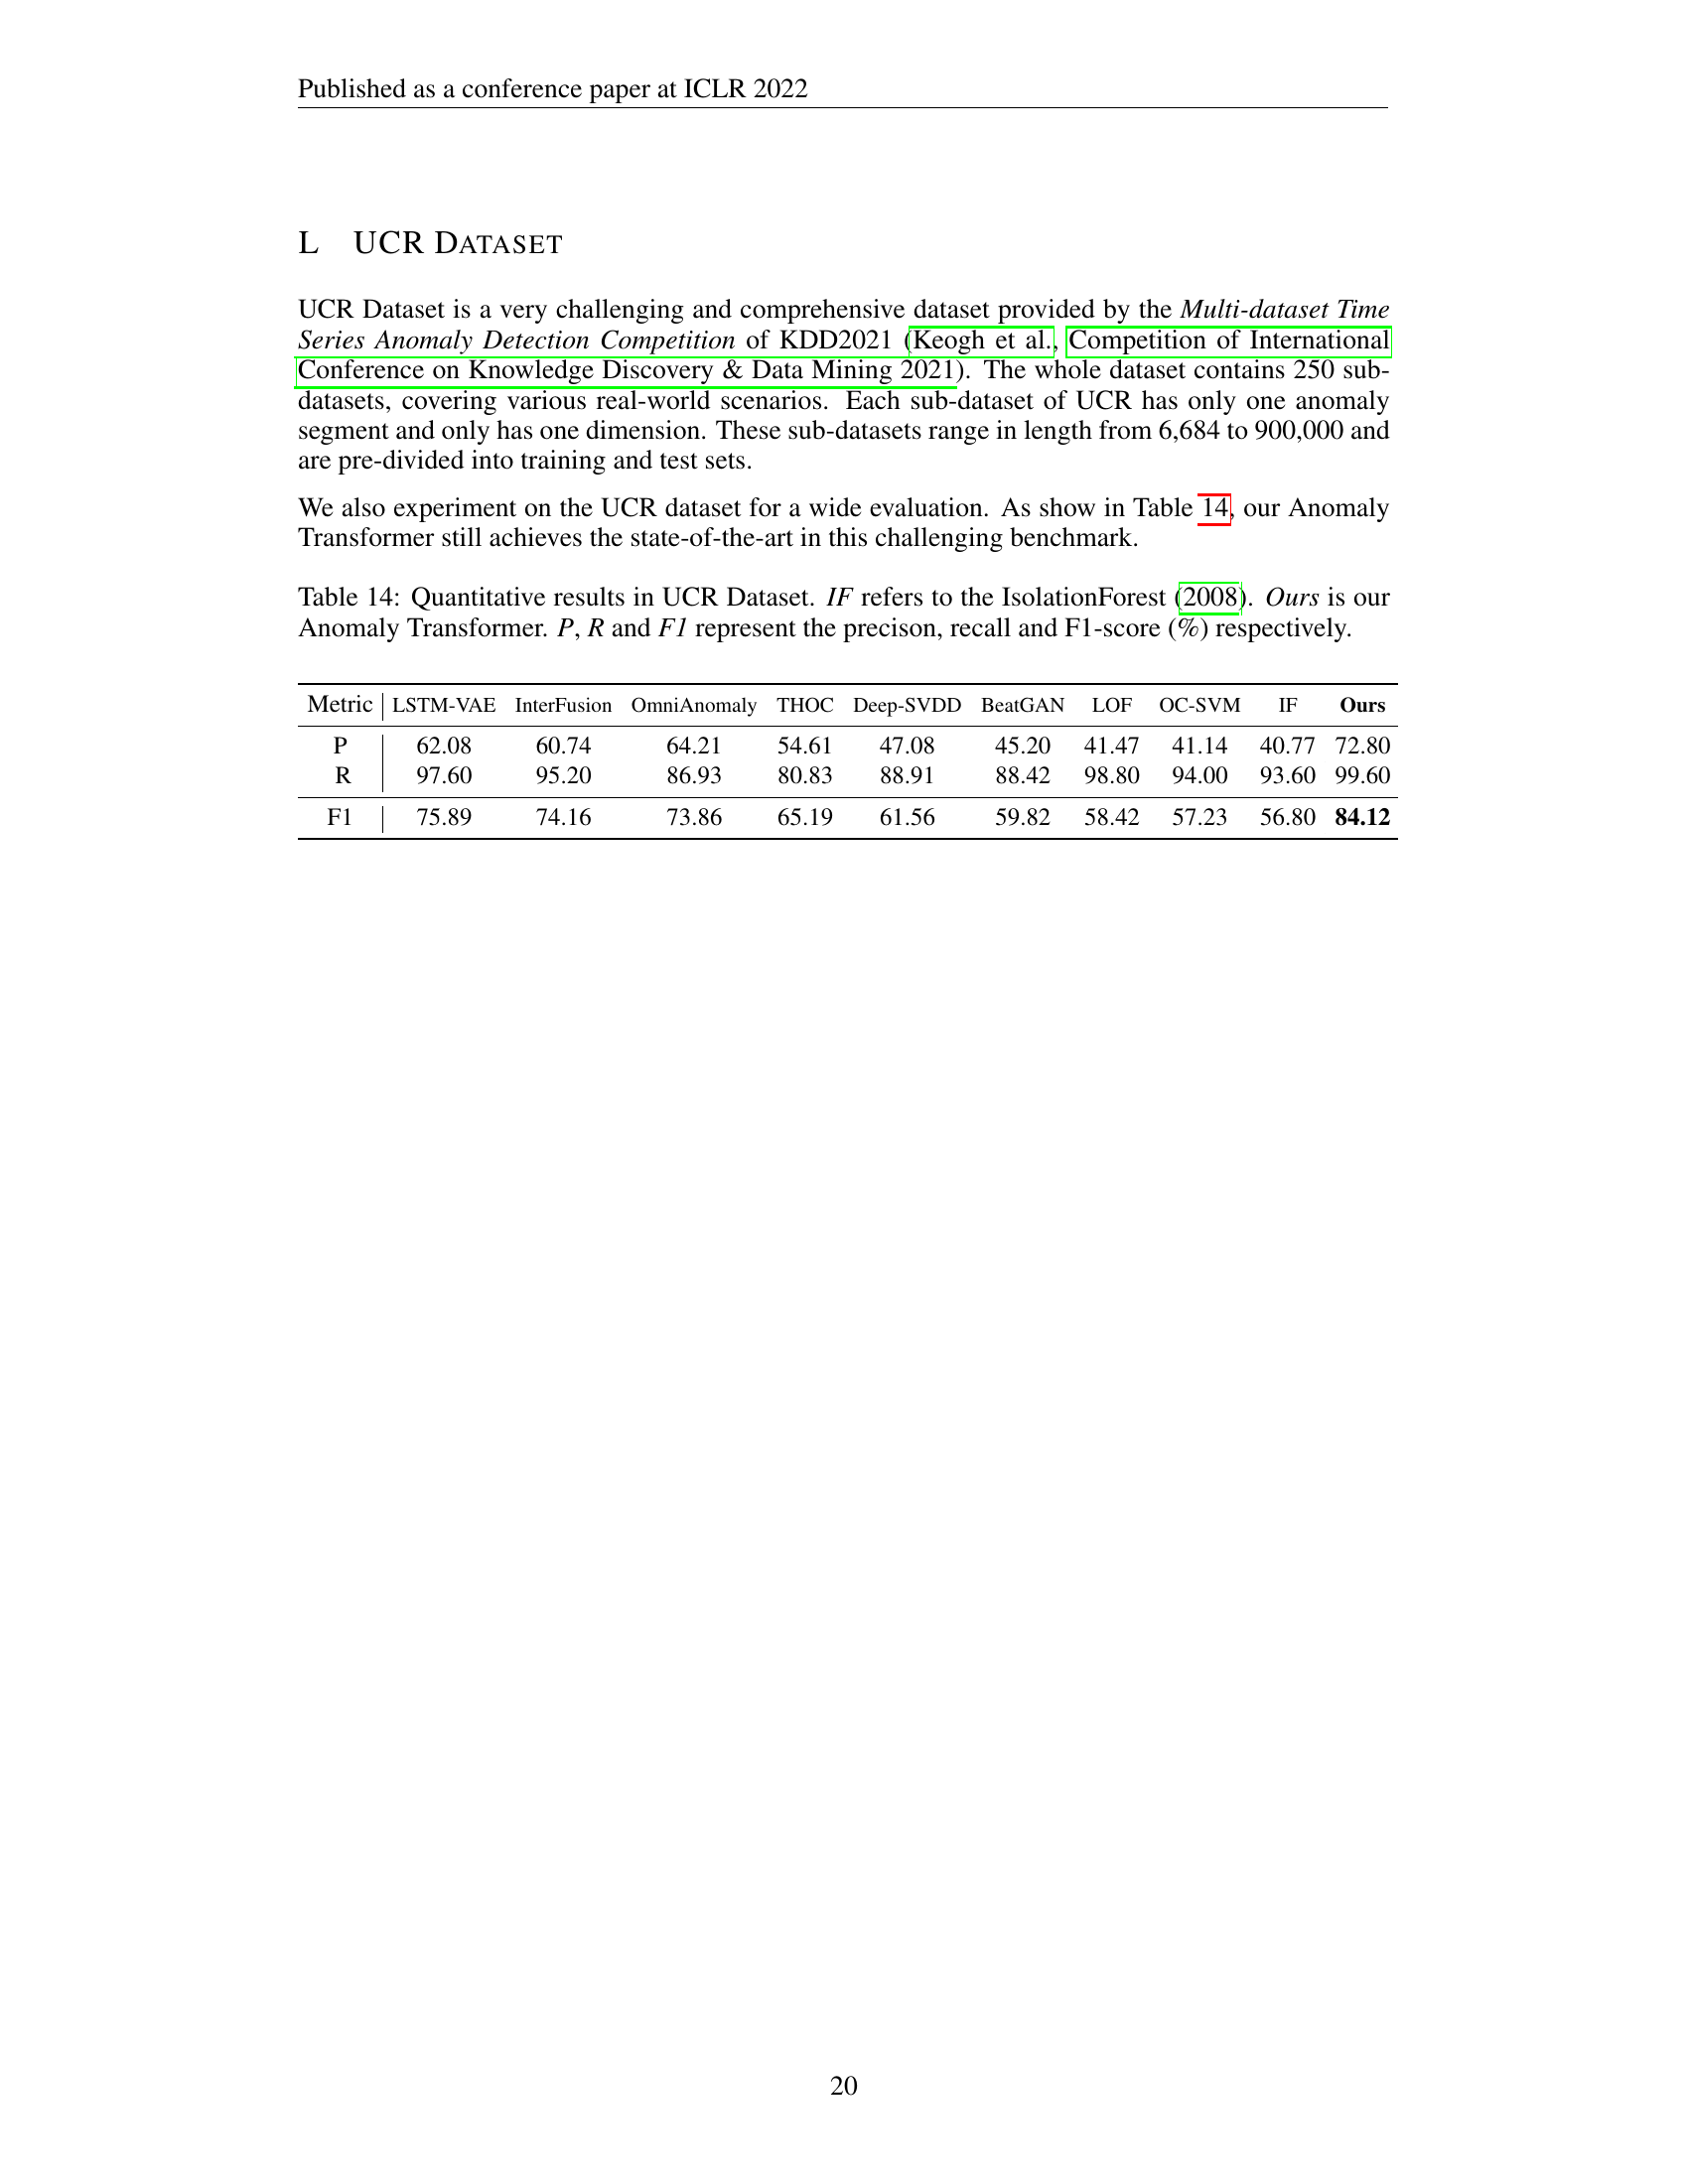 Published as a conference paper at ICLR 2022
L UCR DATASET
UCR Dataset is a very challenging and comprehensive dataset provided by the Multi-dataset Time
Series Anomaly Detection Competition of KDD2021 (Keogh et al., Competition of International
Conference on Knowledge Discovery & Data Mining 2021). The whole dataset contains 250 sub-
datasets, covering various real-world scenarios. Each sub-dataset of UCR has only one anomaly
segment and only has one dimension. These sub-datasets range in length from 6,684 to 900,000 and
are pre-divided into training and test sets.
We also experiment on the UCR dataset for a wide evaluation. As show in Table 14, our Anomaly
Transformer still achieves the state-of-the-art in this challenging benchmark.
Table 14: Quantitative results in UCR Dataset. IF refers to the IsolationForest (2008). Ours is our
Anomaly Transformer. P, R and F1 represent the precison, recall and F1-score (%) respectively.
Metric LSTM-VAE InterFusion OmniAnomaly THOC Deep-SVDD BeatGAN LOF OC-SVM IF Ours
P 62.08 60.74 64.21 54.61 47.08 45.20 41.47 41.14 40.77 72.80
R 97.60 95.20 86.93 80.83 88.91 88.42 98.80 94.00 93.60 99.60
F1 75.89 74.16 73.86 65.19 61.56 59.82 58.42 57.23 56.80 84.12
20